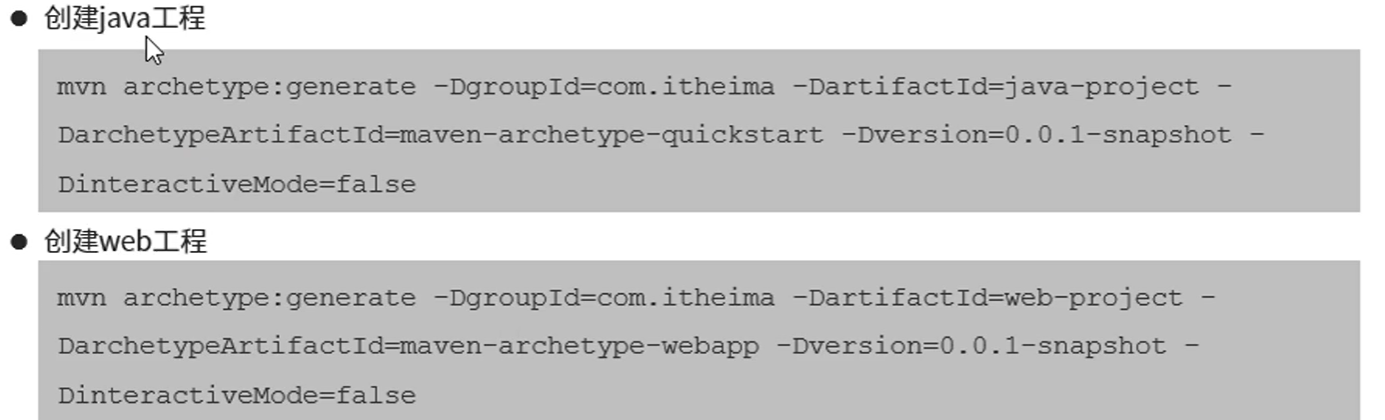 ● 创建java工程
mvn archetype:generate -DgroupId=com.itheima -DartifactId=java-project -
DarchetypeArtifactId=maven-archetype-quickstart -Dversion=0.0.1-snapshot -
DinteractiveMode=false
● 创建web工程
mvn archetype:generate -DgroupId=com.itheima -DartifactId=web-project -
DarchetypeArtifactId=maven-archetype-webapp -Dversion=0.0.1-snapshot -
DinteractiveMode=false